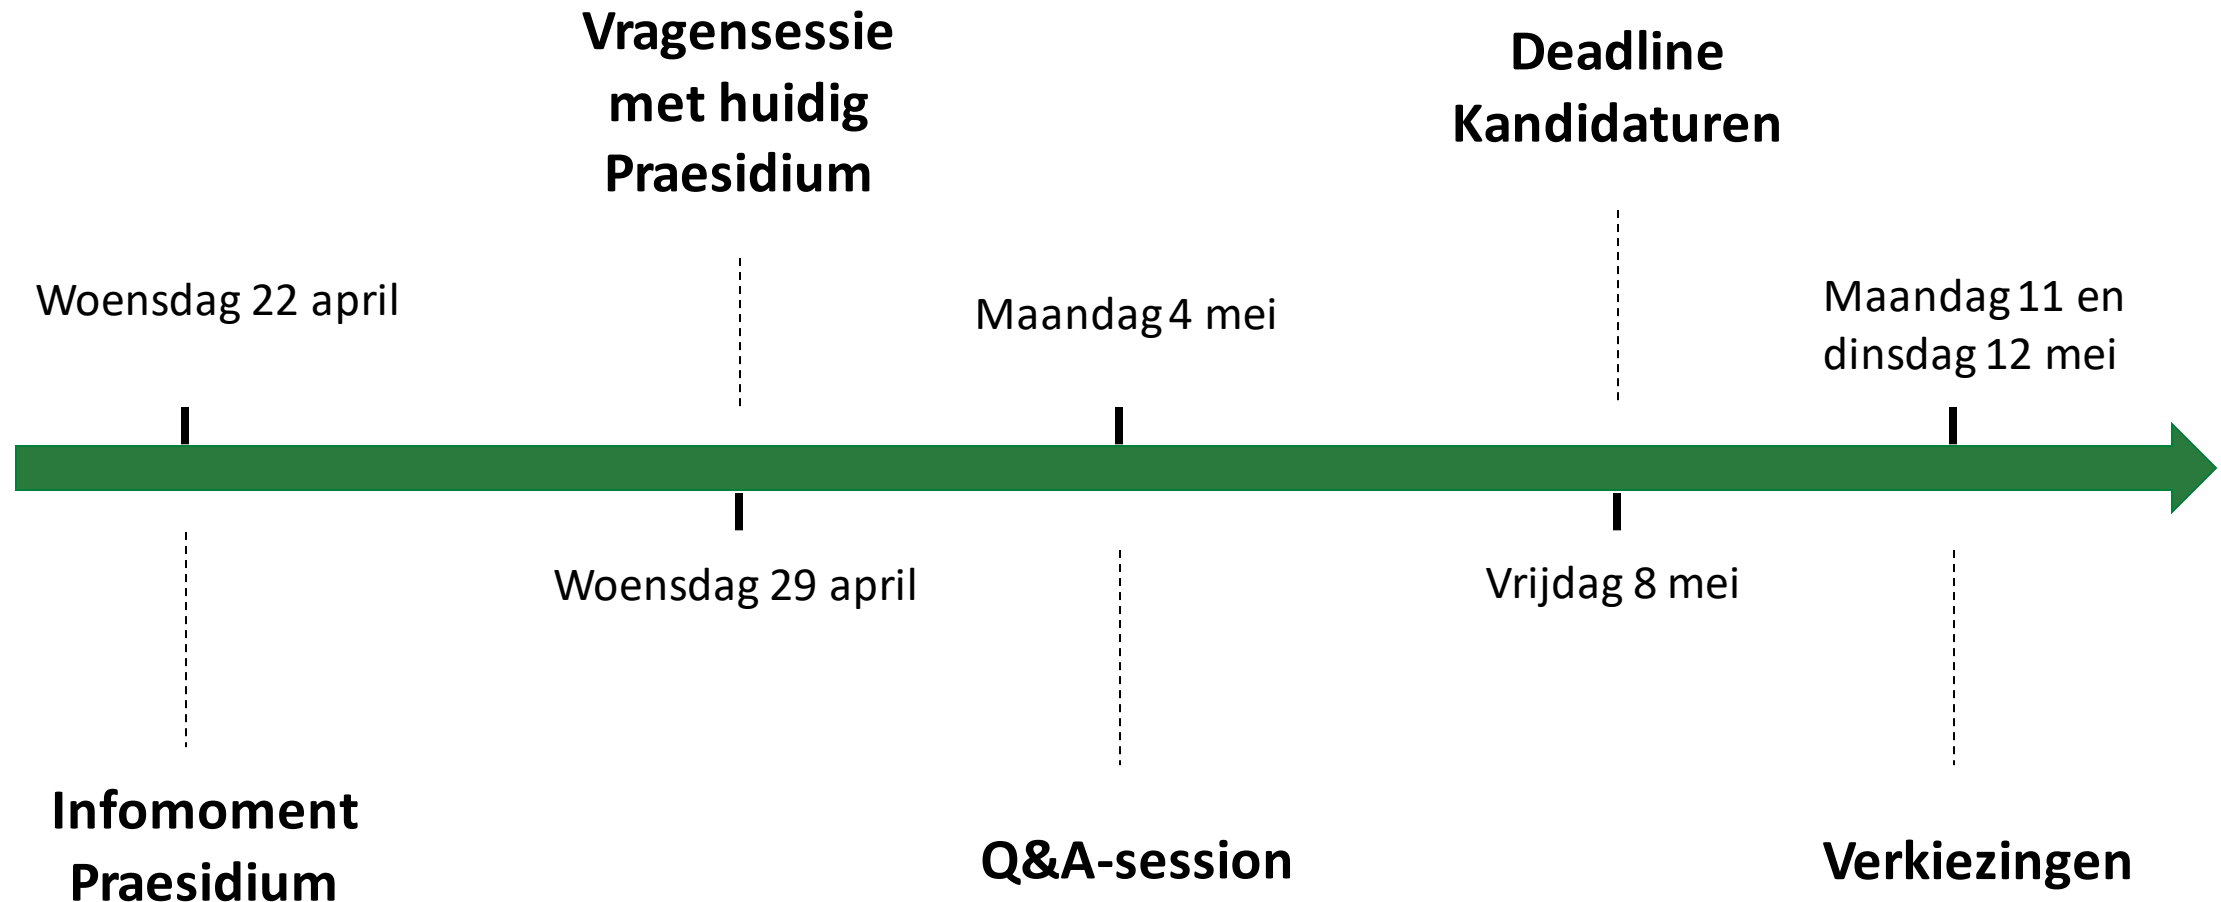 Vragensessie
met huidig
Praesidium
Deadline
Kandidaturen
Woensdag 22 april
Maandag 4 mei
Maandag 11 en
dinsdag 12 mei
Woensdag 29 april
Vrijdag 8 mei
Infomoment
Praesidium
Q&A-session
Verkiezingen